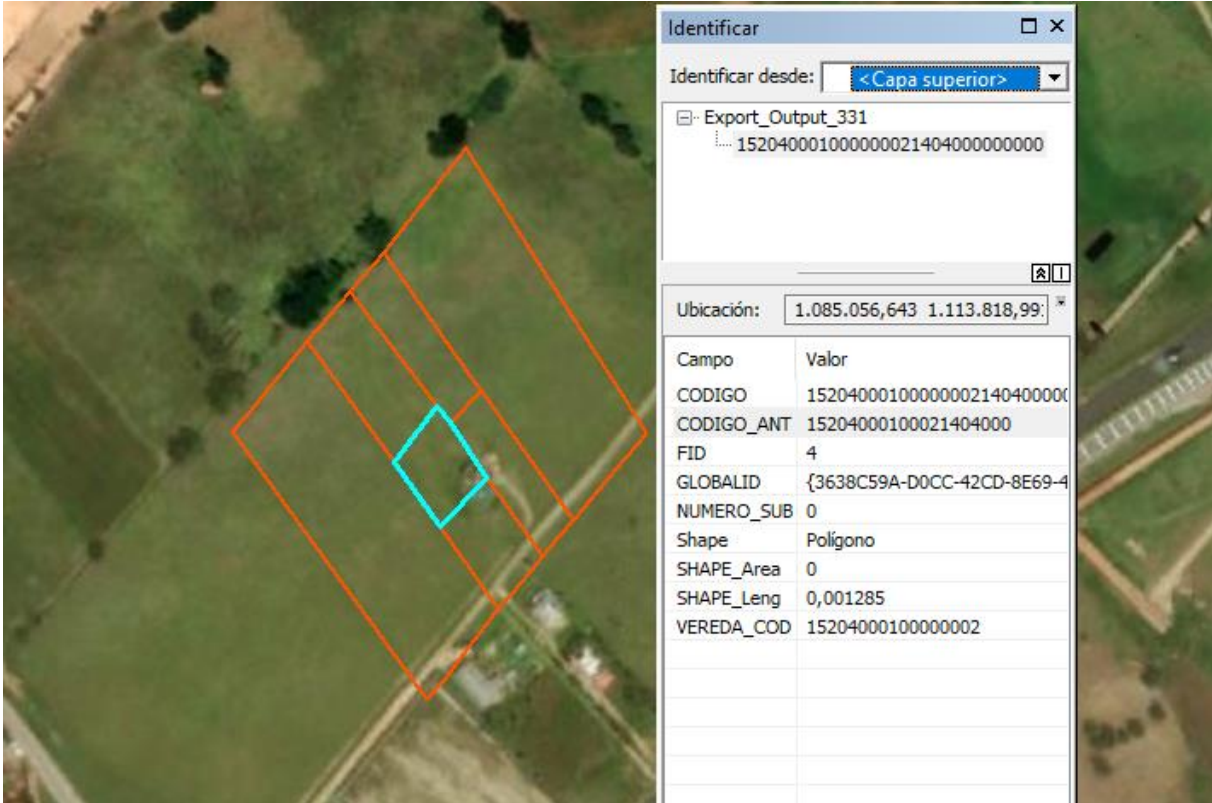 Identificar
Identificar desde: <Capa superior>
Export_Output_331
152040001000000021404000000000
Ubicación: 1.085.056,643 1.113.818,99
Campo Valor
CODIGO 15204000100000002140400000
CODIGO_ANT 15204000100021404000
FID 4
GLOBALID {3638C59A-D0CC-42CD-8E69-4
NUMERO_SUB 0
Shape Polígono
SHAPE_Area 0
SHAPE_Leng 0,001285
VEREDA_COD 15204000100000002